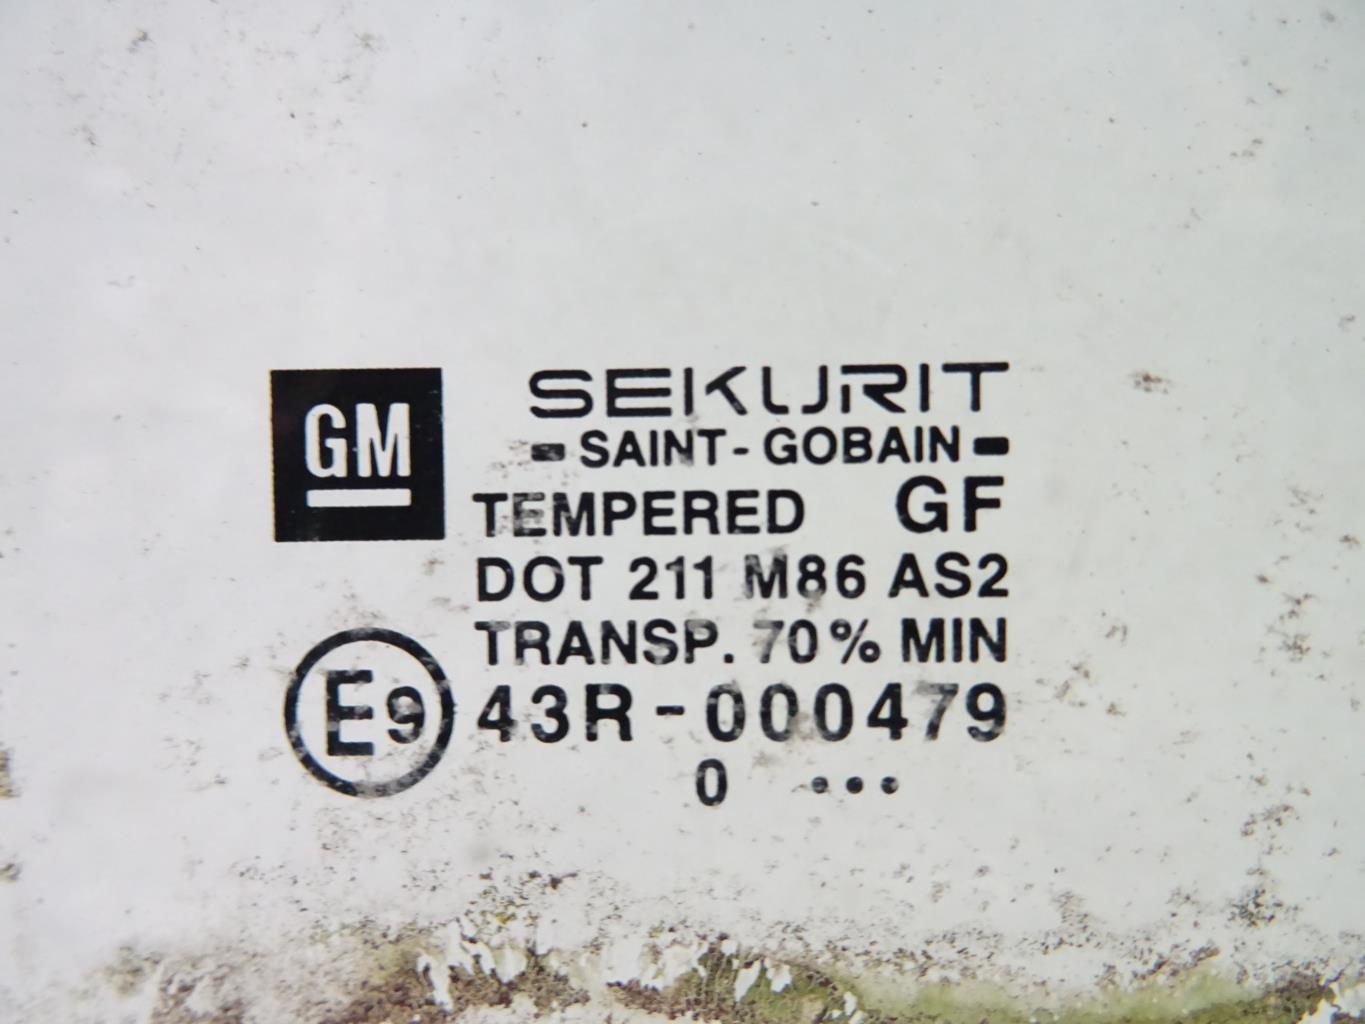 GM
SEKURIT
SAINT-GOBAIN
TEMPERED GF
DOT 211 M86 AS2
TRANSP. 70% MIN
E9 43R-000479
0 •••